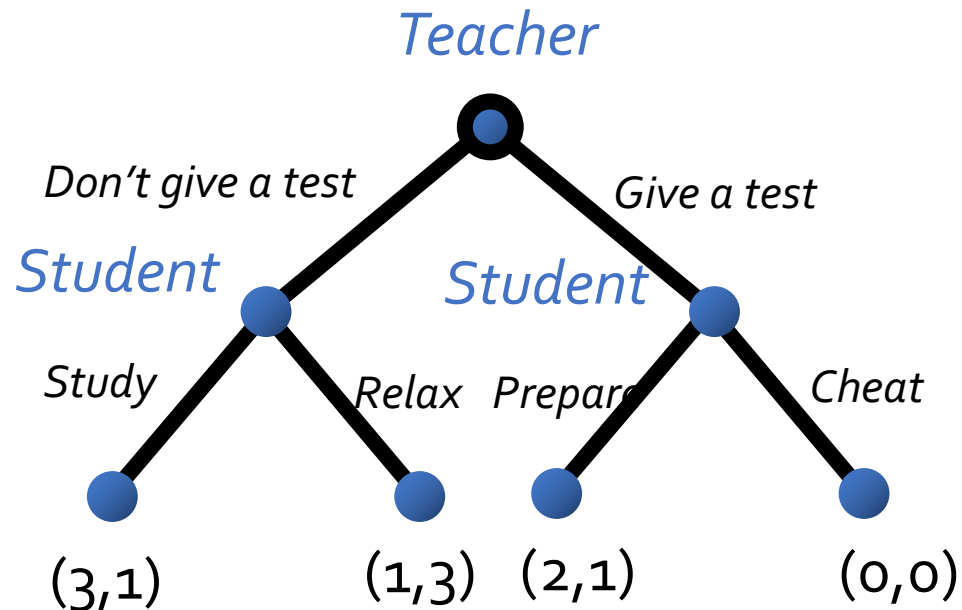 Teacher
Don't give a test
Give a test
Student
Student
Study
Relax
Prepare
Cheat
(3,1)
(1,3)
(2,1)
(0,0)